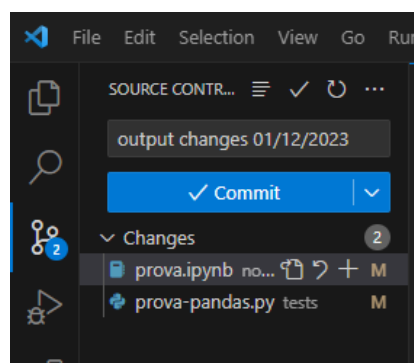 File Edit Selection View Go Ru
SOURCE CONTR...
output changes 01/12/2023
Commit
Changes 2
prova.ipynb no... M
prova-pandas.py tests M
2